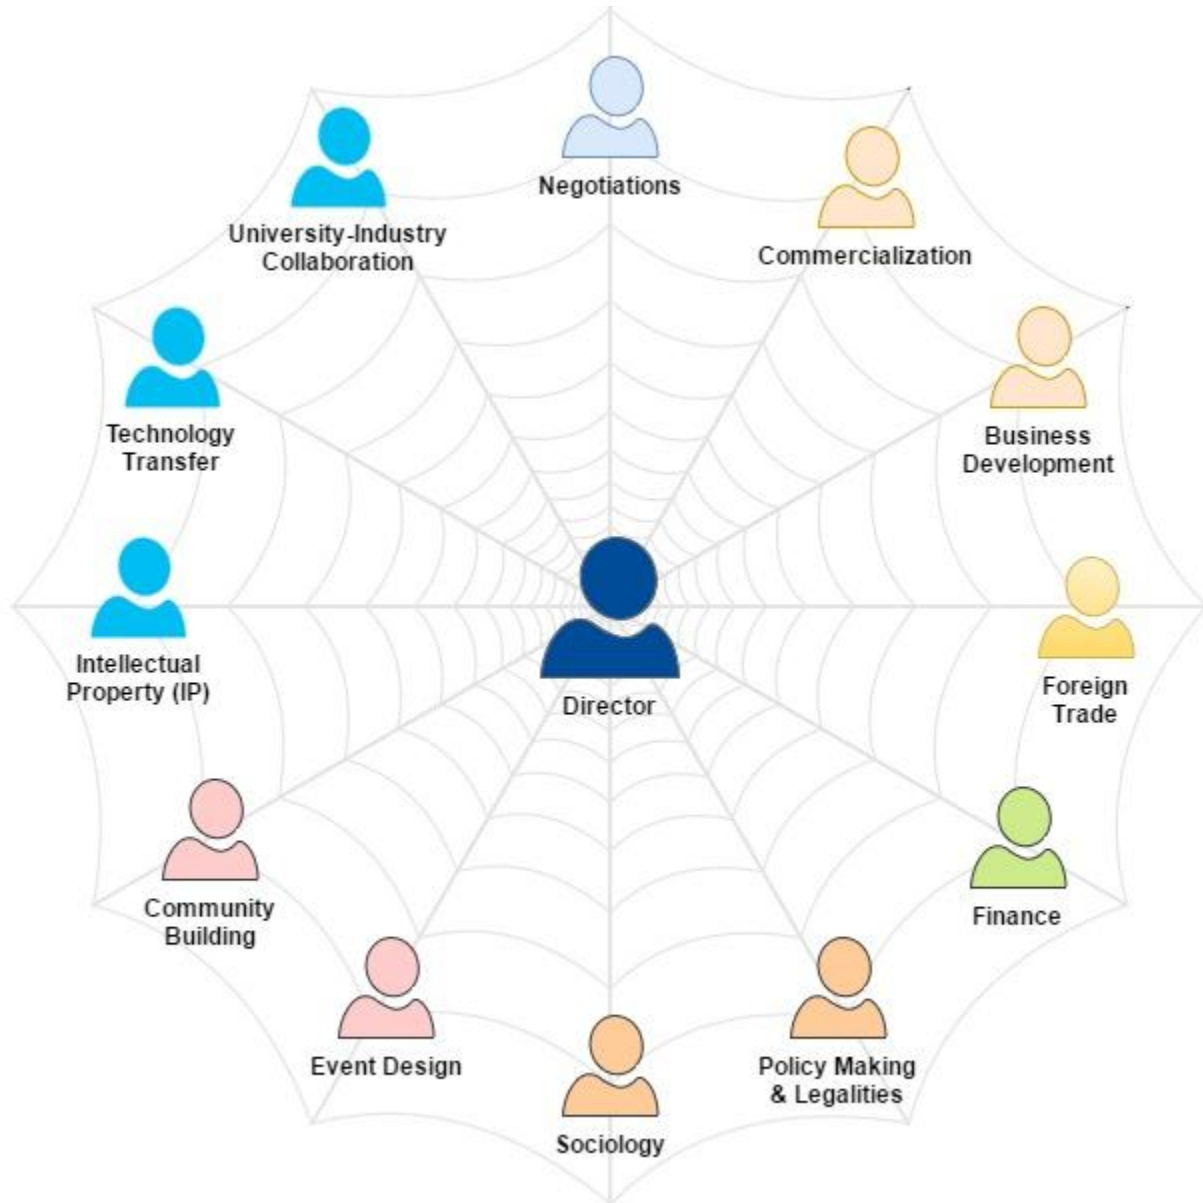 Negotiations
University-Industry
Collaboration
Commercialization
Technology
Transfer
Business
Development
Intellectual
Property (IP)
Director
Foreign
Trade
Community
Building
Finance
Event Design
Policy Making
& Legalities
Sociology